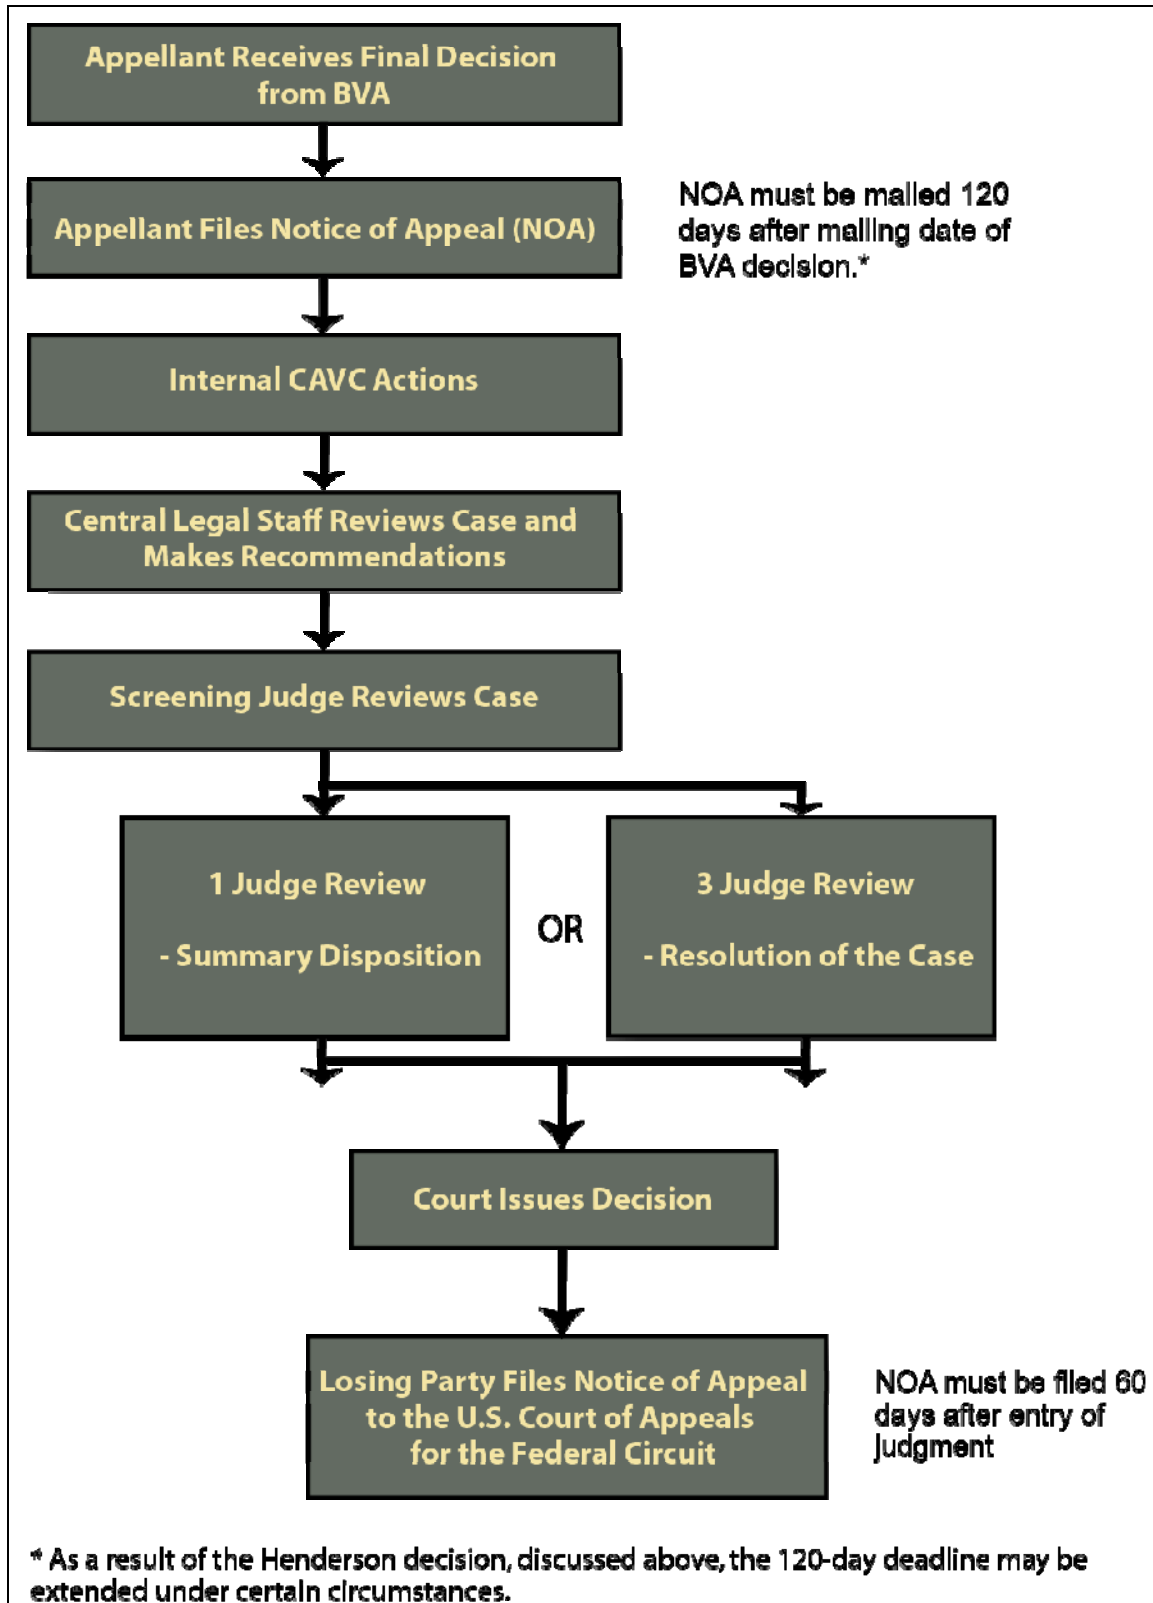 Appellant Receives Final Decision
from BVA
Appellant Files Notice of Appeal (NOA)
NOA must be mailed 120
days after mailing date of
BVA decision.*
Internal CAVC Actions
Central Legal Staff Reviews Case and
Makes Recommendations
Screening Judge Reviews Case
1 Judge Review
- Summary Disposition
OR
3 Judge Review
- Resolution of the Case
Court Issues Decision
Losing Party Files Notice of Appeal
to the U.S. Court of Appeals
for the Federal Circuit
NOA must be filed 60
days after entry of
judgment
* As a result of the Henderson decision, discussed above, the 120-day deadline may be
extended under certain circumstances.